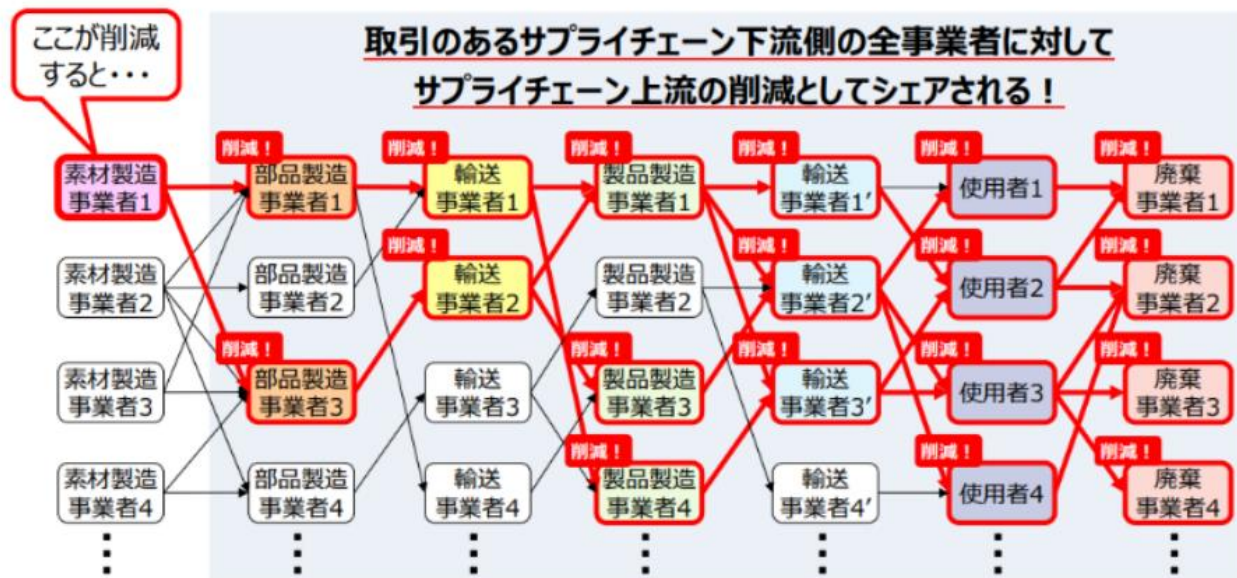 ここが削減
すると・・・
取引のあるサプライチェーン下流側の全事業者に対して
サプライチェーン上流の削減としてシェアされる！
削減！
削減！
削減！
削減！
削減！
削減！
素材製造
事業者1
部品製造
事業者1
輸送
事業者1
製品製造
事業者1
輸送
事業者1’
使用者1
廃棄
事業者1
削減！
削減！
削減！
削減！
素材製造
事業者2
部品製造
事業者2
輸送
事業者2
製品製造
事業者2
輸送
事業者2’
使用者2
廃棄
事業者2
削減！
削減！
削減！
削減！
削減！
素材製造
事業者3
部品製造
事業者3
輸送
事業者3
製品製造
事業者3
輸送
事業者3’
使用者3
廃棄
事業者3
削減！
削減！
削減！
素材製造
事業者4
部品製造
事業者4
輸送
事業者4
製品製造
事業者4
輸送
事業者4’
使用者4
廃棄
事業者4